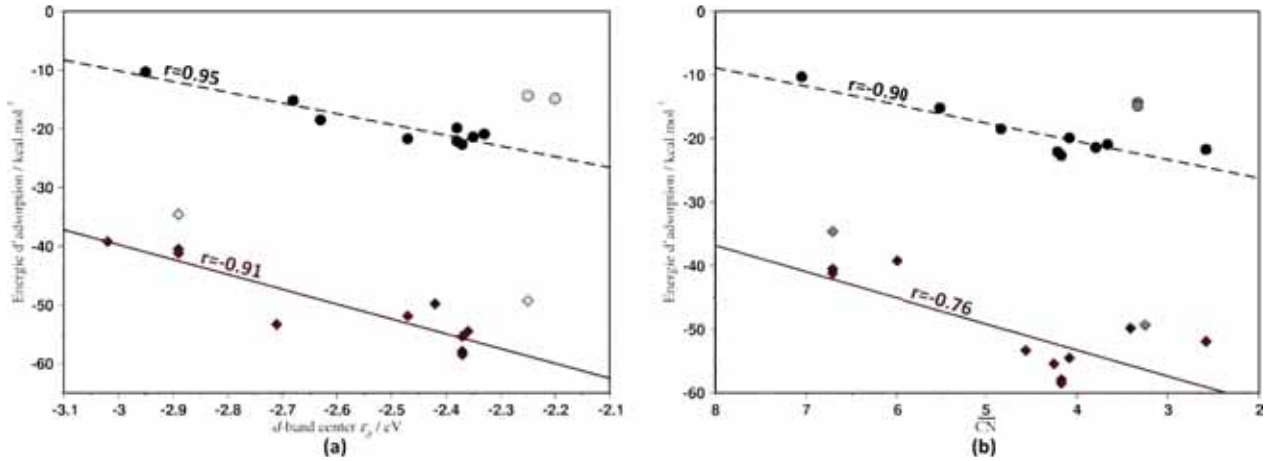 0
-10
-20
-30
-40
-50
-60
Energie d'adsorption / kcal.mol⁻¹
r=0.95
r=-0.91
-3.1 -3 -2.9 -2.8 -2.7 -2.6 -2.5 -2.4 -2.3 -2.2 -2.1
d-band center ε_d / eV
(a)
0
-10
-20
-30
-40
-50
-60
Energie d'adsorption / kcal.mol⁻¹
r=-0.90
r=-0.76
8 7 6 5 4 3 2
C̅N̅
(b)